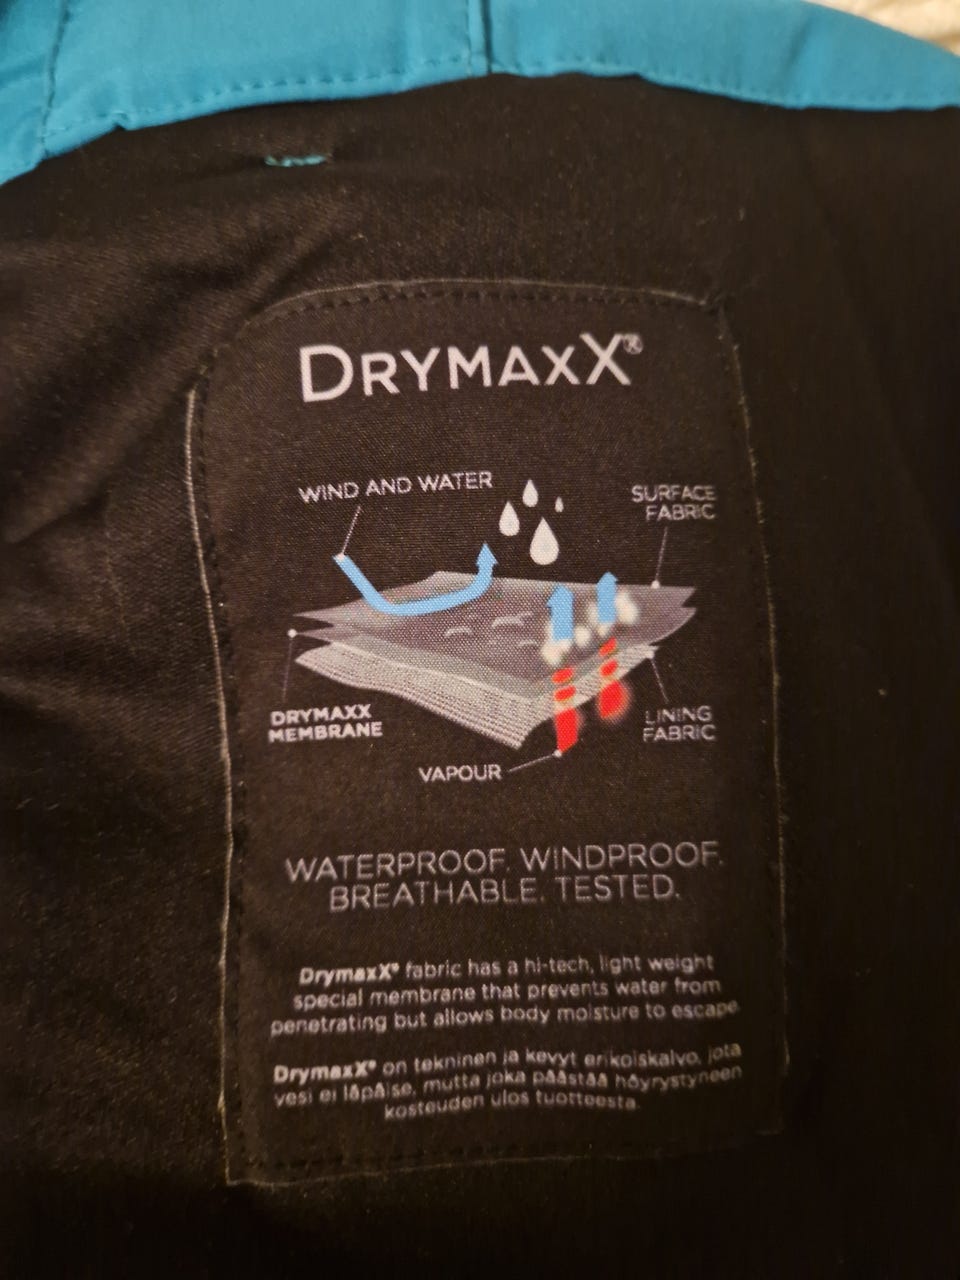 DRYMAXX®
WIND AND WATER
SURFACE
FABRIC
DRYMAXX
MEMBRANE
LINING
FABRIC
VAPOUR
WATERPROOF. WINDPROOF.
BREATHABLE. TESTED.
DrymaxX® fabric has a hi-tech, light weight
special membrane that prevents water from
penetrating but allows body moisture to escape.
DrymaxX® on tekninen ja kevyt erikoiskalvo, jota
vesi ei läpäise, mutta joka päästää höyrystyneen
kosteuden ulos tuotteesta.